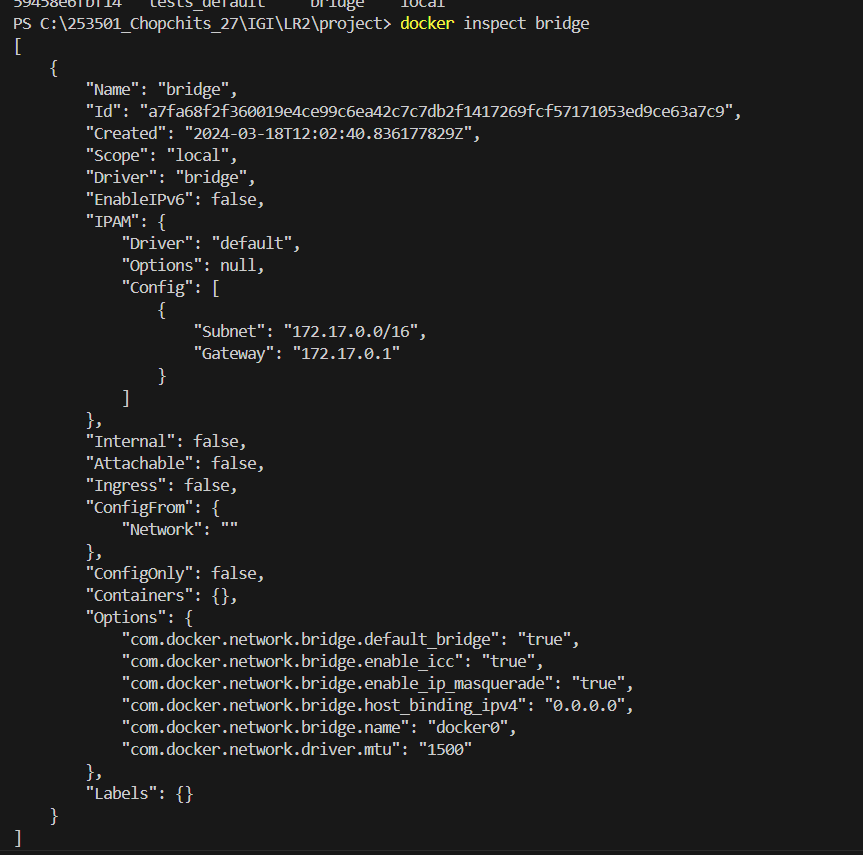 59458e6fbf14   tests_default     bridge    local
PS C:\253501_Chopchits_27\IGI\LR2\project> docker inspect bridge
[
    {
        "Name": "bridge",
        "Id": "a7fa68f2f360019e4ce99c6ea42c7c7db2f1417269fcf57171053ed9ce63a7c9",
        "Created": "2024-03-18T12:02:40.836177829Z",
        "Scope": "local",
        "Driver": "bridge",
        "EnableIPv6": false,
        "IPAM": {
            "Driver": "default",
            "Options": null,
            "Config": [
                {
                    "Subnet": "172.17.0.0/16",
                    "Gateway": "172.17.0.1"
                }
            ]
        },
        "Internal": false,
        "Attachable": false,
        "Ingress": false,
        "ConfigFrom": {
            "Network": ""
        },
        "ConfigOnly": false,
        "Containers": {},
        "Options": {
            "com.docker.network.bridge.default_bridge": "true",
            "com.docker.network.bridge.enable_icc": "true",
            "com.docker.network.bridge.enable_ip_masquerade": "true",
            "com.docker.network.bridge.host_binding_ipv4": "0.0.0.0",
            "com.docker.network.bridge.name": "docker0",
            "com.docker.network.driver.mtu": "1500"
        },
        "Labels": {}
    }
]